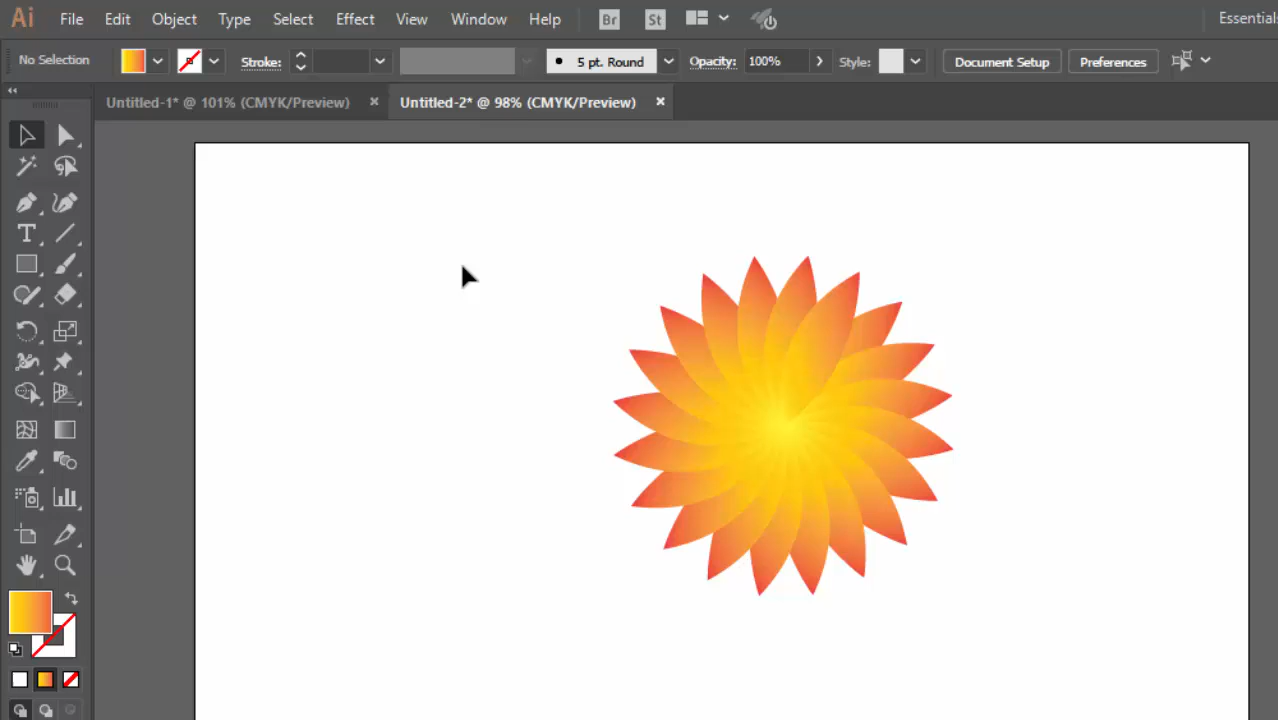 Ai File Edit Object Type Select Effect View Window Help Br St Essential
No Selection Stroke: 5 pt. Round Opacity: 100% Style: Document Setup Preferences
Untitled-1* @ 101% (CMYK/Preview) × Untitled-2* @ 98% (CMYK/Preview) ×